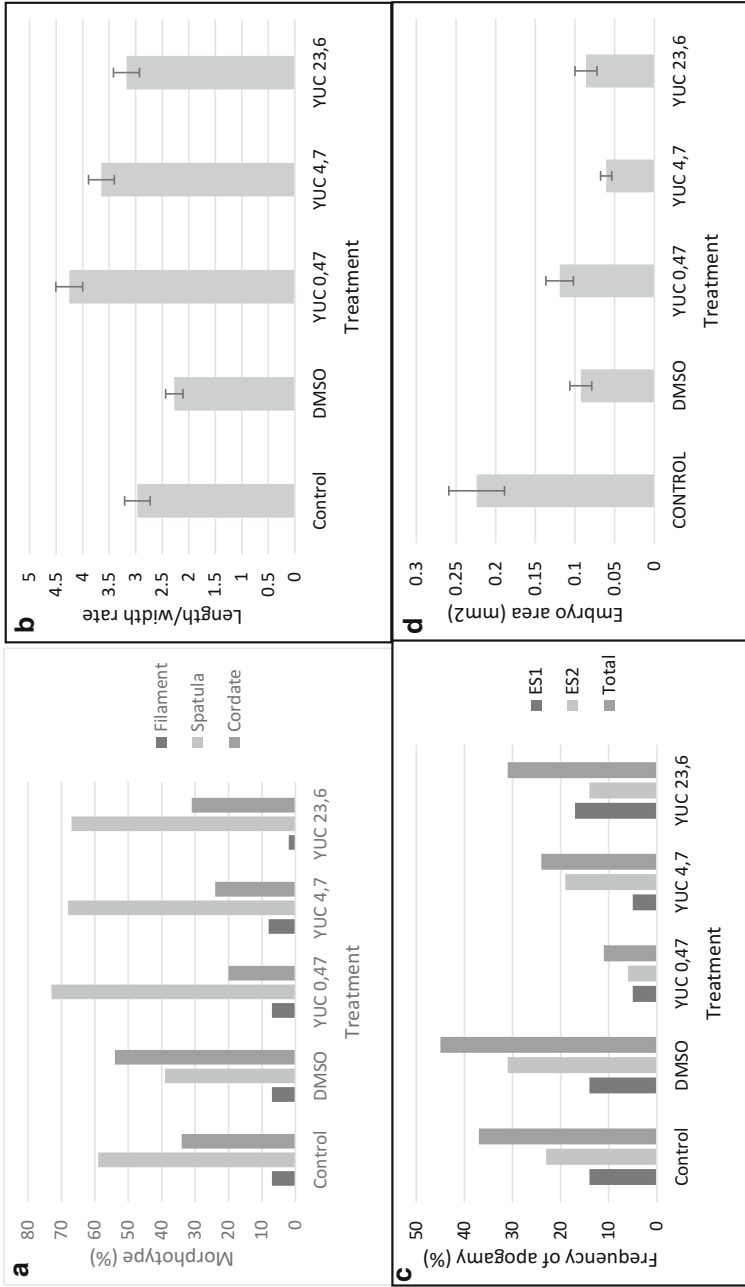 a
Morphotype (%)
80
70
60
50
40
30
20
10
0
Control
DMSO
YUC 0,47
YUC 4,7
YUC 23,6
Treatment
Filament
Spatula
Cordate
b
Length/width rate
5
4.5
4
3.5
3
2.5
2
1.5
1
0.5
0
Control
DMSO
YUC 0,47
YUC 4,7
YUC 23,6
Treatment
c
Frequency of apogamy (%)
50
40
30
20
10
0
Control
DMSO
YUC 0,47
YUC 4,7
YUC 23,6
Treatment
ES1
ES2
Total
d
Embryo area (mm2)
0.3
0.25
0.2
0.15
0.1
0.05
0
CONTROL
DMSO
YUC 0,47
YUC 4,7
YUC 23,6
Treatment